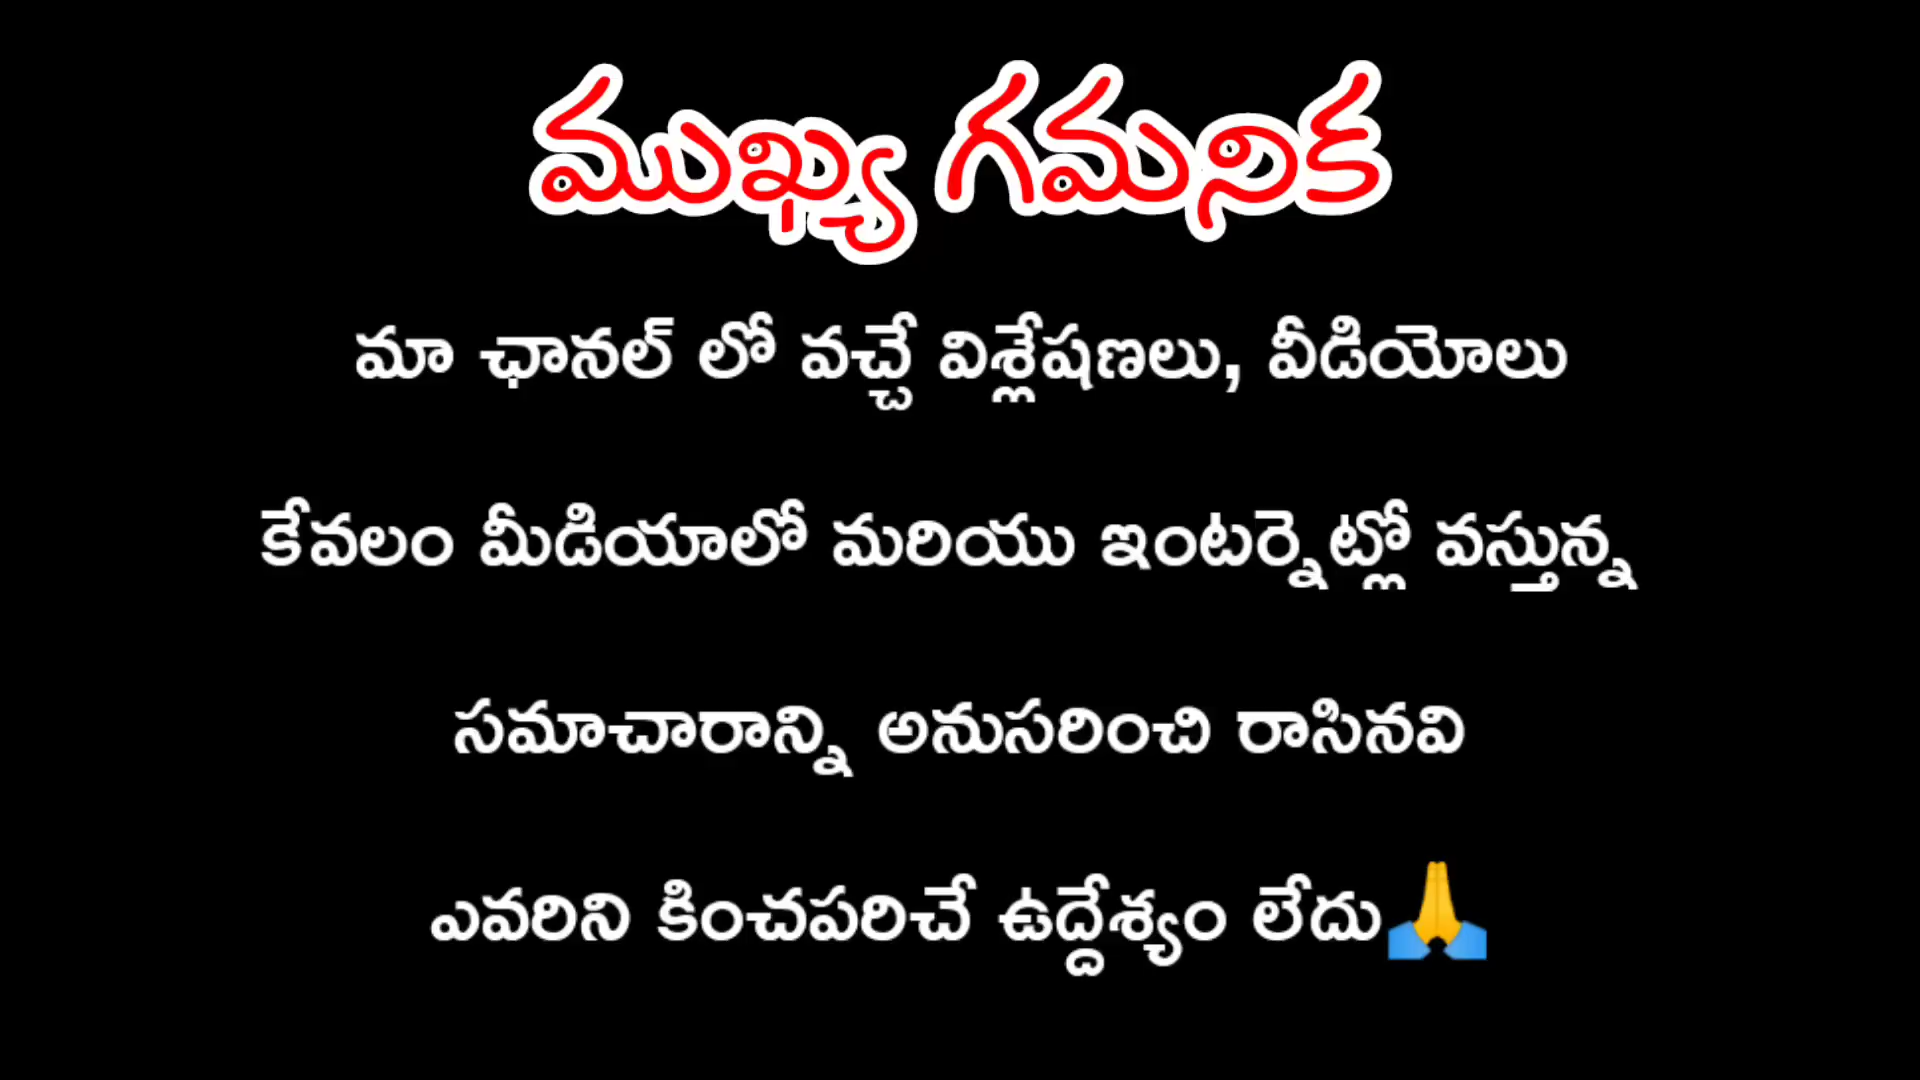 ముఖ్య గమనిక
మా ఛానల్ లో వచ్చే విశ్లేషణలు, వీడియోలు
కేవలం మీడియాలో మరియు ఇంటర్నెట్లో వస్తున్న
సమాచారాన్ని అనుసరించి రాసినవి
ఎవరిని కించపరిచే ఉద్దేశ్యం లేదు🙏